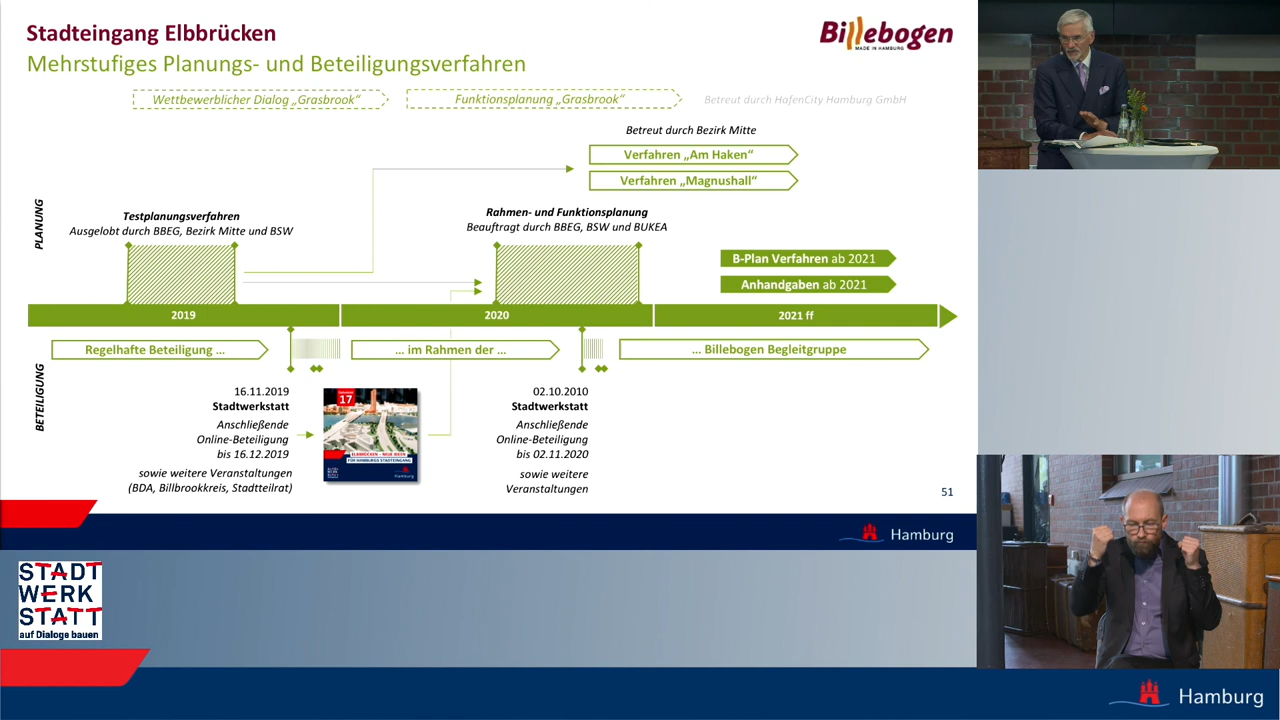 Stadteingang Elbbrücken
Mehrstufiges Planungs- und Beteiligungsverfahren
Billebogen
MADE IN HAMBURG
Wettbewerblicher Dialog „Grasbrook“
Funktionsplanung „Grasbrook“
Betreut durch HafenCity Hamburg GmbH
Betreut durch Bezirk Mitte
Verfahren „Am Haken“
Verfahren „Magnushall“
PLANUNG
Testplanungsverfahren
Ausgelobt durch BBEG, Bezirk Mitte und BSW
Rahmen- und Funktionsplanung
Beauftragt durch BBEG, BSW und BUKEA
B-Plan Verfahren ab 2021
Anhandgaben ab 2021
2019
2020
2021 ff
Regelhafte Beteiligung ...
... im Rahmen der ...
... Billebogen Begleitgruppe
BETEILIGUNG
16.11.2019
Stadtwerkstatt
Anschließende
Online-Beteiligung
bis 16.12.2019
sowie weitere Veranstaltungen
(BDA, Billbrookkreis, Stadtteilrat)
17
ELBBRÜCKEN – NEUE IDEEN
FÜR HAMBURGS STADTEINGANG
Hamburg
02.10.2010
Stadtwerkstatt
Anschließende
Online-Beteiligung
bis 02.11.2020
sowie weitere
Veranstaltungen
51
Hamburg
STADT
WERK
STATT
auf Dialoge bauen
Hamburg